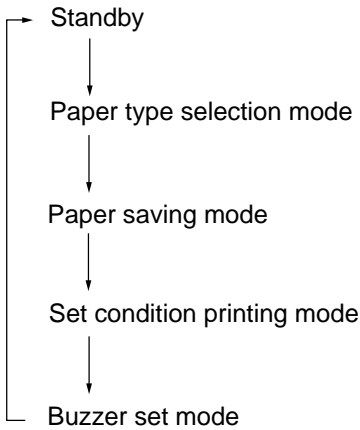 Standby
Paper type selection mode
Paper saving mode
Set condition printing mode
Buzzer set mode